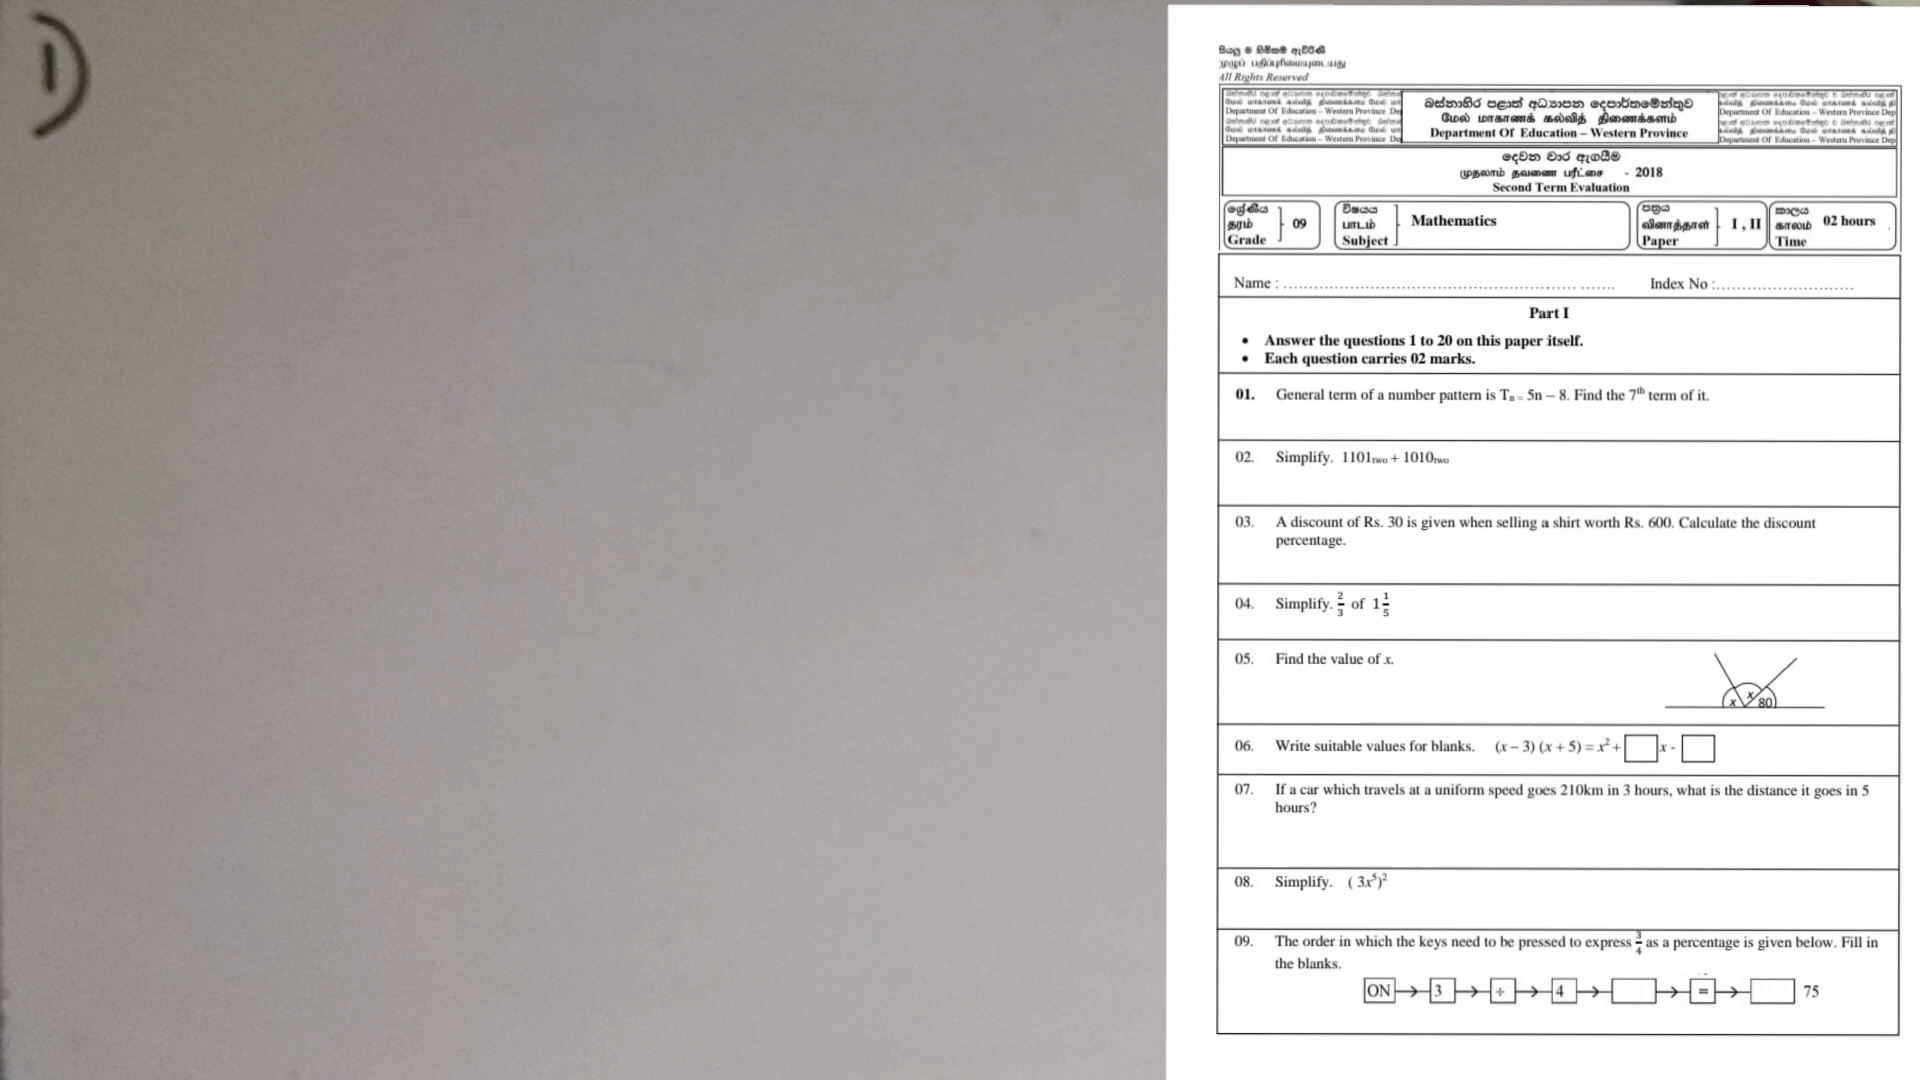 1)
සියලු ම හිමිකම් ඇවිරිණි
முழுப் பதிப்புரிமையுடையது
All Rights Reserved
බස්නාහිර පළාත් අධ්‍යාපන දෙපාර්තමේන්තුව
மேல் மாகாணக் கல்வித் திணைக்களம்
Department Of Education – Western Province
දෙවන වාර ඇගයීම
முதலாம் தவணை பரீட்சை - 2018
Second Term Evaluation
ශ්‍රේණිය
தரம் 09
Grade
විෂයය
பாடம் Mathematics
Subject
පත්‍රය
வினாத்தாள் I , II
Paper
කාලය
காலம் 02 hours
Time
Name : ........................................................ ....... Index No :...........................
Part I
• Answer the questions 1 to 20 on this paper itself.
• Each question carries 02 marks.
01. General term of a number pattern is Tₙ = 5n – 8. Find the 7th term of it.
02. Simplify. 1101two + 1010two
03. A discount of Rs. 30 is given when selling a shirt worth Rs. 600. Calculate the discount
percentage.
04. Simplify. 2/3 of 1 1/5
05. Find the value of x.
x x 80
06. Write suitable values for blanks. (x – 3) (x + 5) = x² + □ x - □
07. If a car which travels at a uniform speed goes 210km in 3 hours, what is the distance it goes in 5
hours?
08. Simplify. ( 3x⁵)²
09. The order in which the keys need to be pressed to express 3/4 as a percentage is given below. Fill in
the blanks.
ON → 3 → ÷ → 4 → □ → = → □ 75